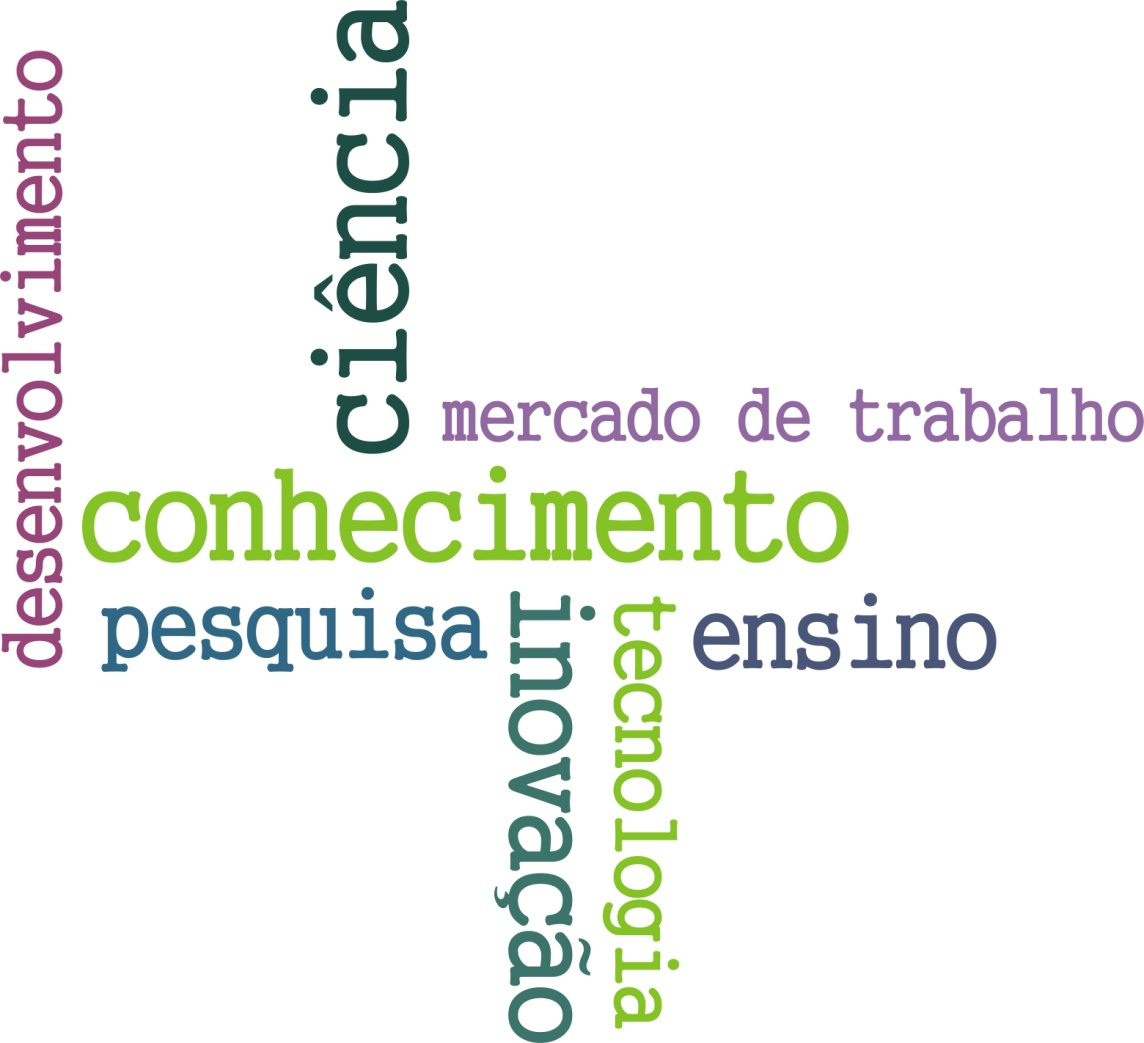 desenvolvimento
ciência
mercado de trabalho
conhecimento
pesquisa
inovação
tecnologia
ensino